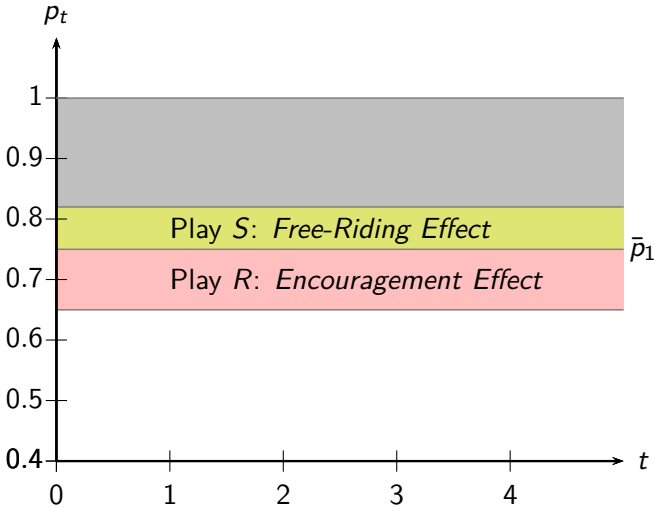 p_t
1
0.9
0.8
Play S: Free-Riding Effect
p̄₁
0.7
Play R: Encouragement Effect
0.6
0.5
0.4
t
0 1 2 3 4